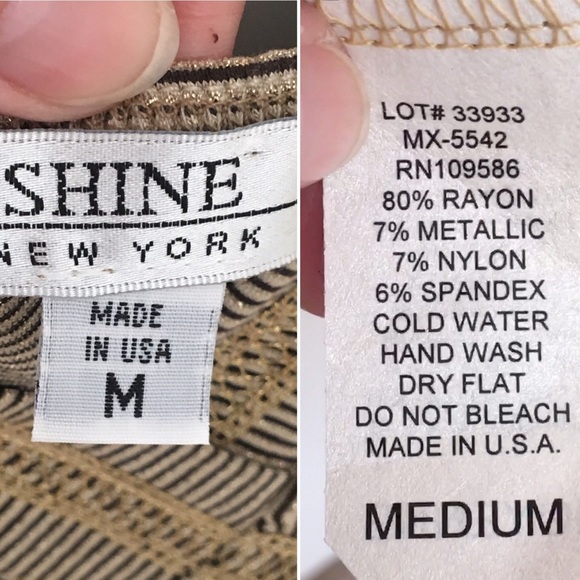 SHINE
NEW YORK
MADE
IN USA
M
LOT# 33933
MX-5542
RN109586
80% RAYON
7% METALLIC
7% NYLON
6% SPANDEX
COLD WATER
HAND WASH
DRY FLAT
DO NOT BLEACH
MADE IN U.S.A.
MEDIUM